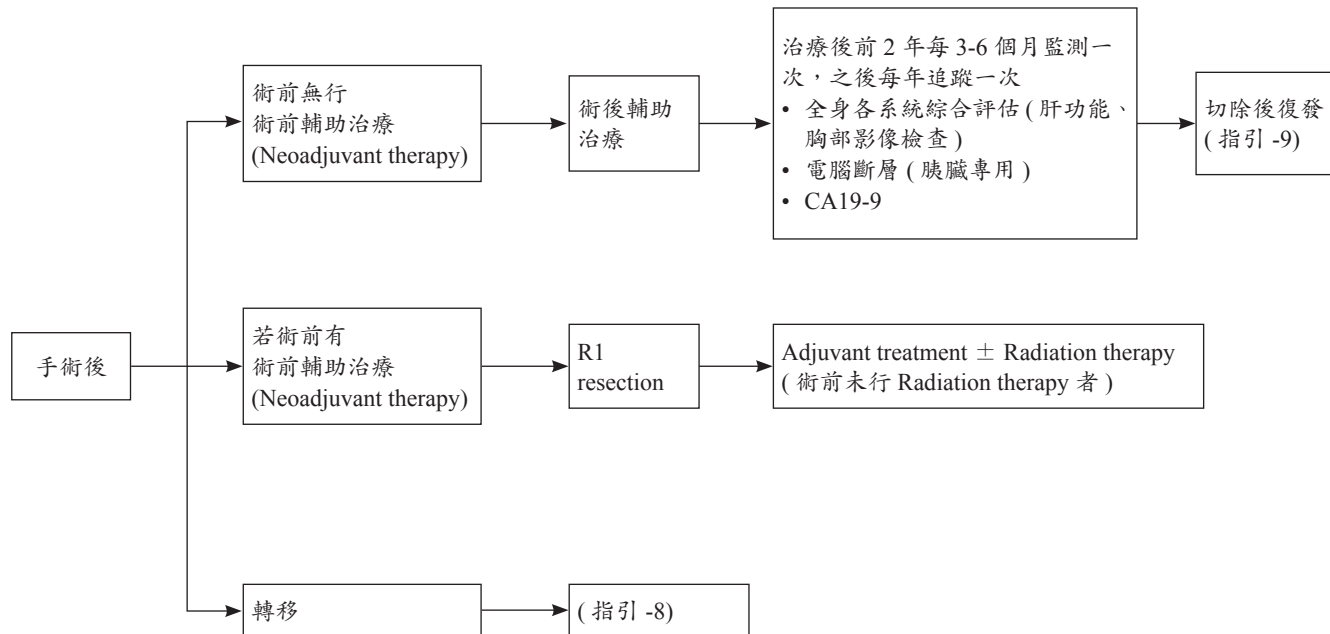 手術後
術前無行
術前輔助治療
(Neoadjuvant therapy)
術後輔助
治療
治療後前 2 年每 3-6 個月監測一
次，之後每年追蹤一次
• 全身各系統綜合評估 ( 肝功能、
胸部影像檢查 )
• 電腦斷層 ( 胰臟專用 )
• CA19-9
切除後復發
( 指引 -9)
若術前有
術前輔助治療
(Neoadjuvant therapy)
R1
resection
Adjuvant treatment ± Radiation therapy
( 術前未行 Radiation therapy 者 )
轉移
( 指引 -8)